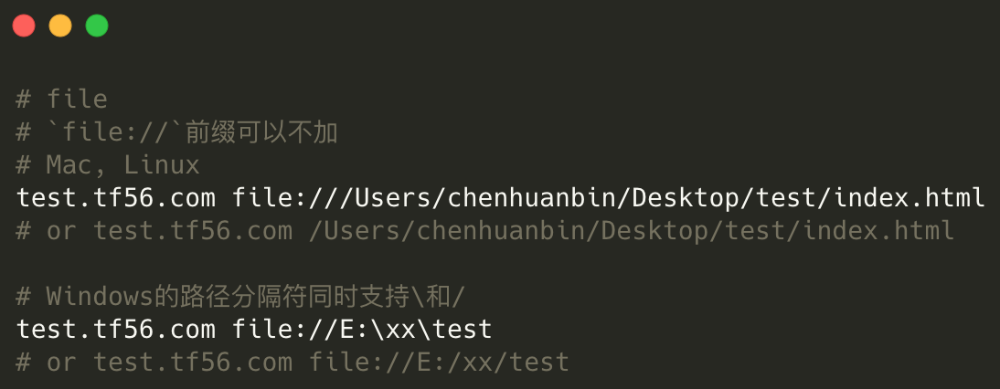 # file
# `file://`前缀可以不加
# Mac, Linux
test.tf56.com file:///Users/chenhuanbin/Desktop/test/index.html
# or test.tf56.com /Users/chenhuanbin/Desktop/test/index.html
# Windows的路径分隔符同时支持\和/
test.tf56.com file://E:\xx\test
# or test.tf56.com file://E:/xx/test